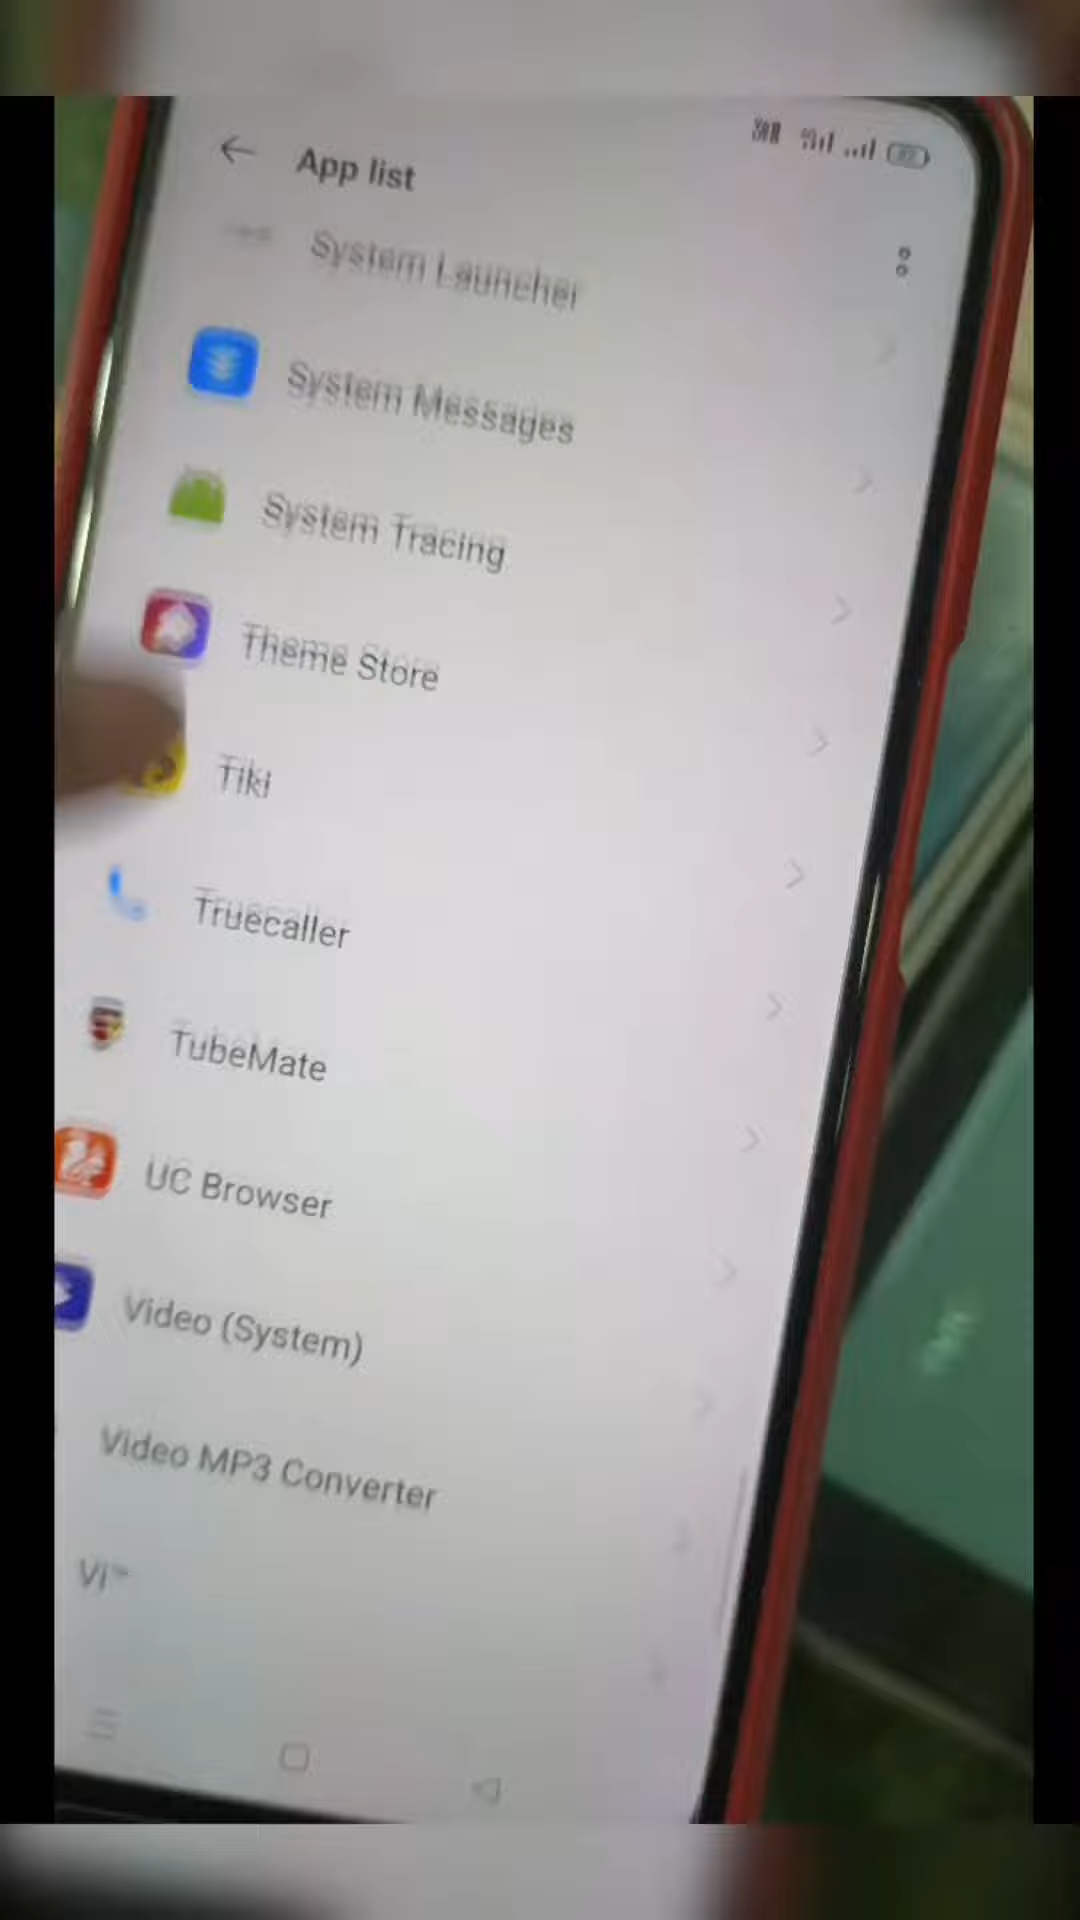 App list
System Launcher
System Messages
System Tracing
Theme Store
Tiki
Truecaller
TubeMate
UC Browser
Video (System)
Video MP3 Converter
Vi™